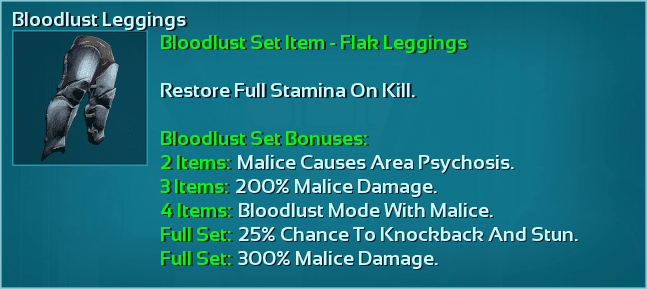 Bloodlust Leggings
Bloodlust Set Item - Flak Leggings
Restore Full Stamina On Kill.
Bloodlust Set Bonuses:
2 Items: Malice Causes Area Psychosis.
3 Items: 200% Malice Damage.
4 Items: Bloodlust Mode With Malice.
Full Set: 25% Chance To Knockback And Stun.
Full Set: 300% Malice Damage.